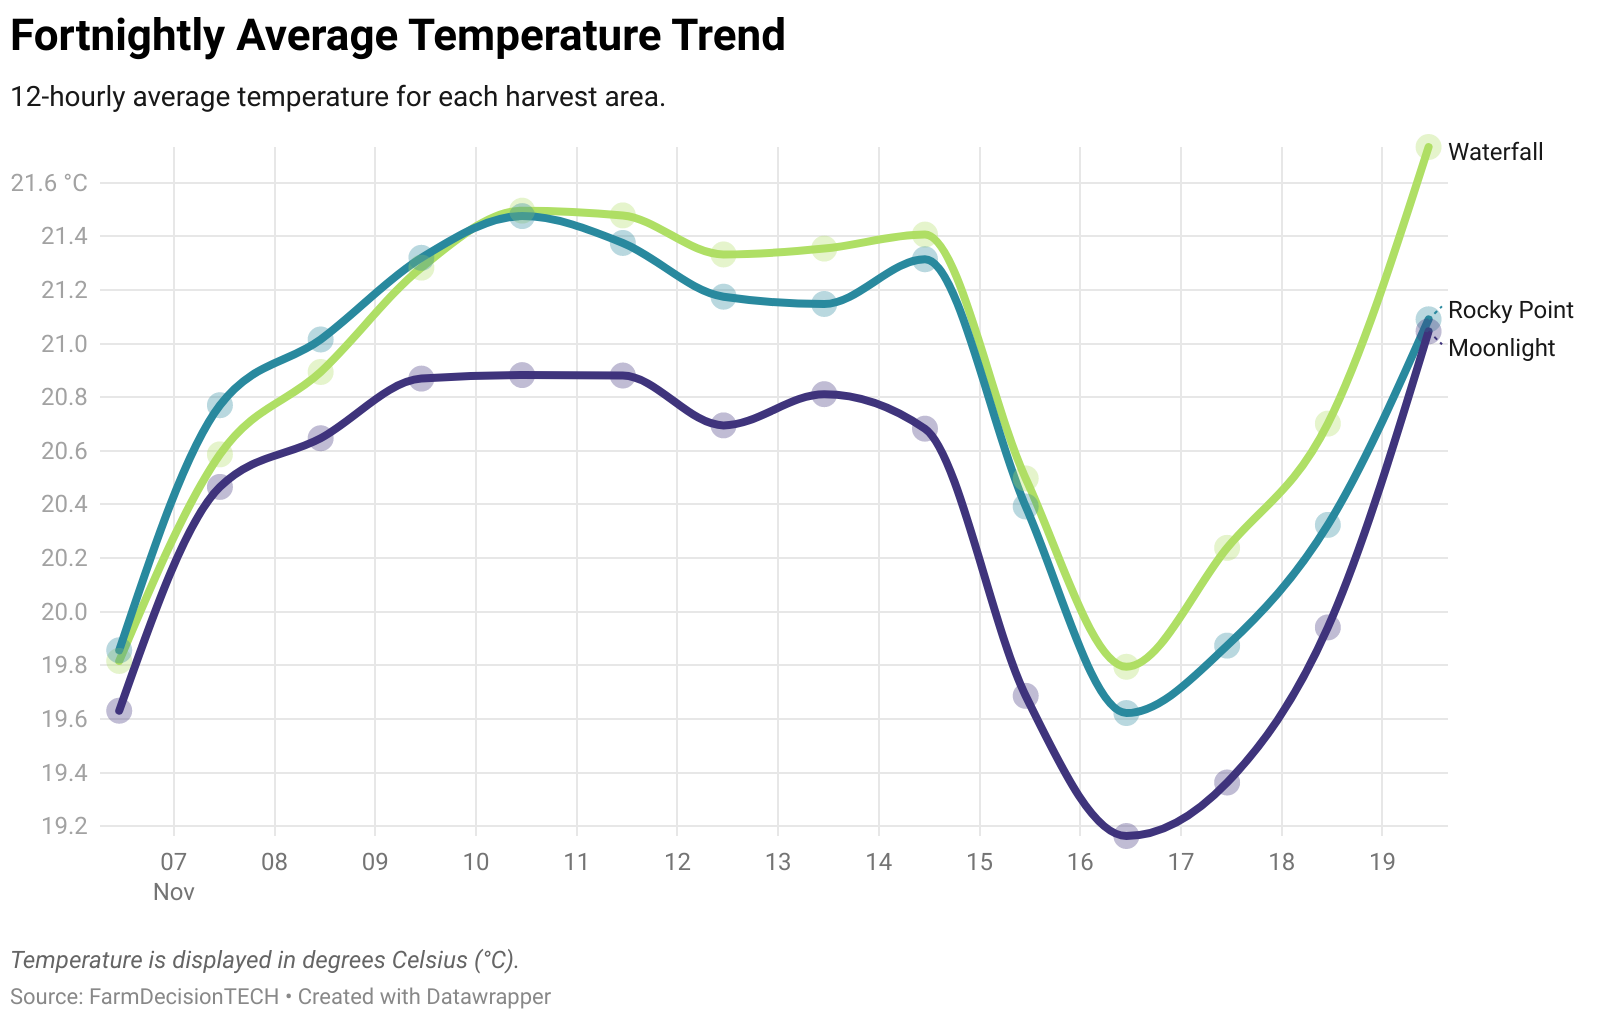 Fortnightly Average Temperature Trend
12-hourly average temperature for each harvest area.
Waterfall
21.6 °C
21.4
21.2
Rocky Point
21.0
Moonlight
20.8
20.6
20.4
20.2
20.0
19.8
19.6
19.4
19.2
07 08 09 10 11 12 13 14 15 16 17 18 19
Nov
Temperature is displayed in degrees Celsius (°C).
Source: FarmDecisionTECH • Created with Datawrapper